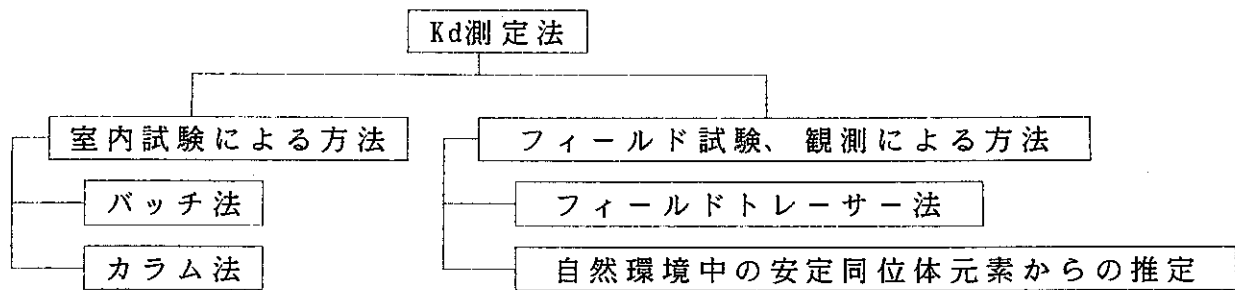 Kd測定法
室内試験による方法
バッチ法
カラム法
フィールド試験、観測による方法
フィールドトレーサー法
自然環境中の安定同位体元素からの推定